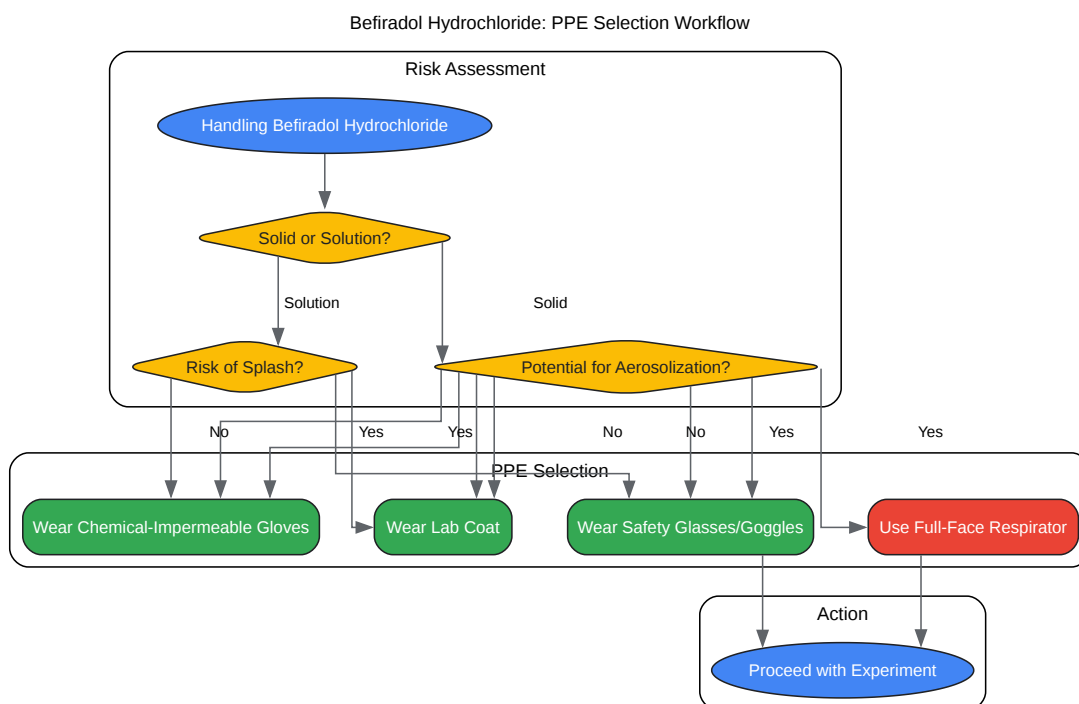 Befiradol Hydrochloride: PPE Selection Workflow
Risk Assessment
Handling Befiradol Hydrochloride
Solid or Solution?
Solution
Solid
Risk of Splash?
Potential for Aerosolization?
No
Yes
Yes
No
No
Yes
Yes
PPE Selection
Wear Chemical-Impermeable Gloves
Wear Lab Coat
Wear Safety Glasses/Goggles
Use Full-Face Respirator
Action
Proceed with Experiment